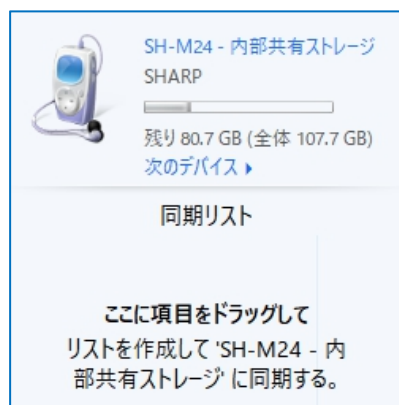 SH-M24 - 内部共有ストレージ
SHARP
残り 80.7 GB (全体 107.7 GB)
次のデバイス
同期リスト
ここに項目をドラッグして
リストを作成して 'SH-M24 - 内
部共有ストレージ' に同期する。